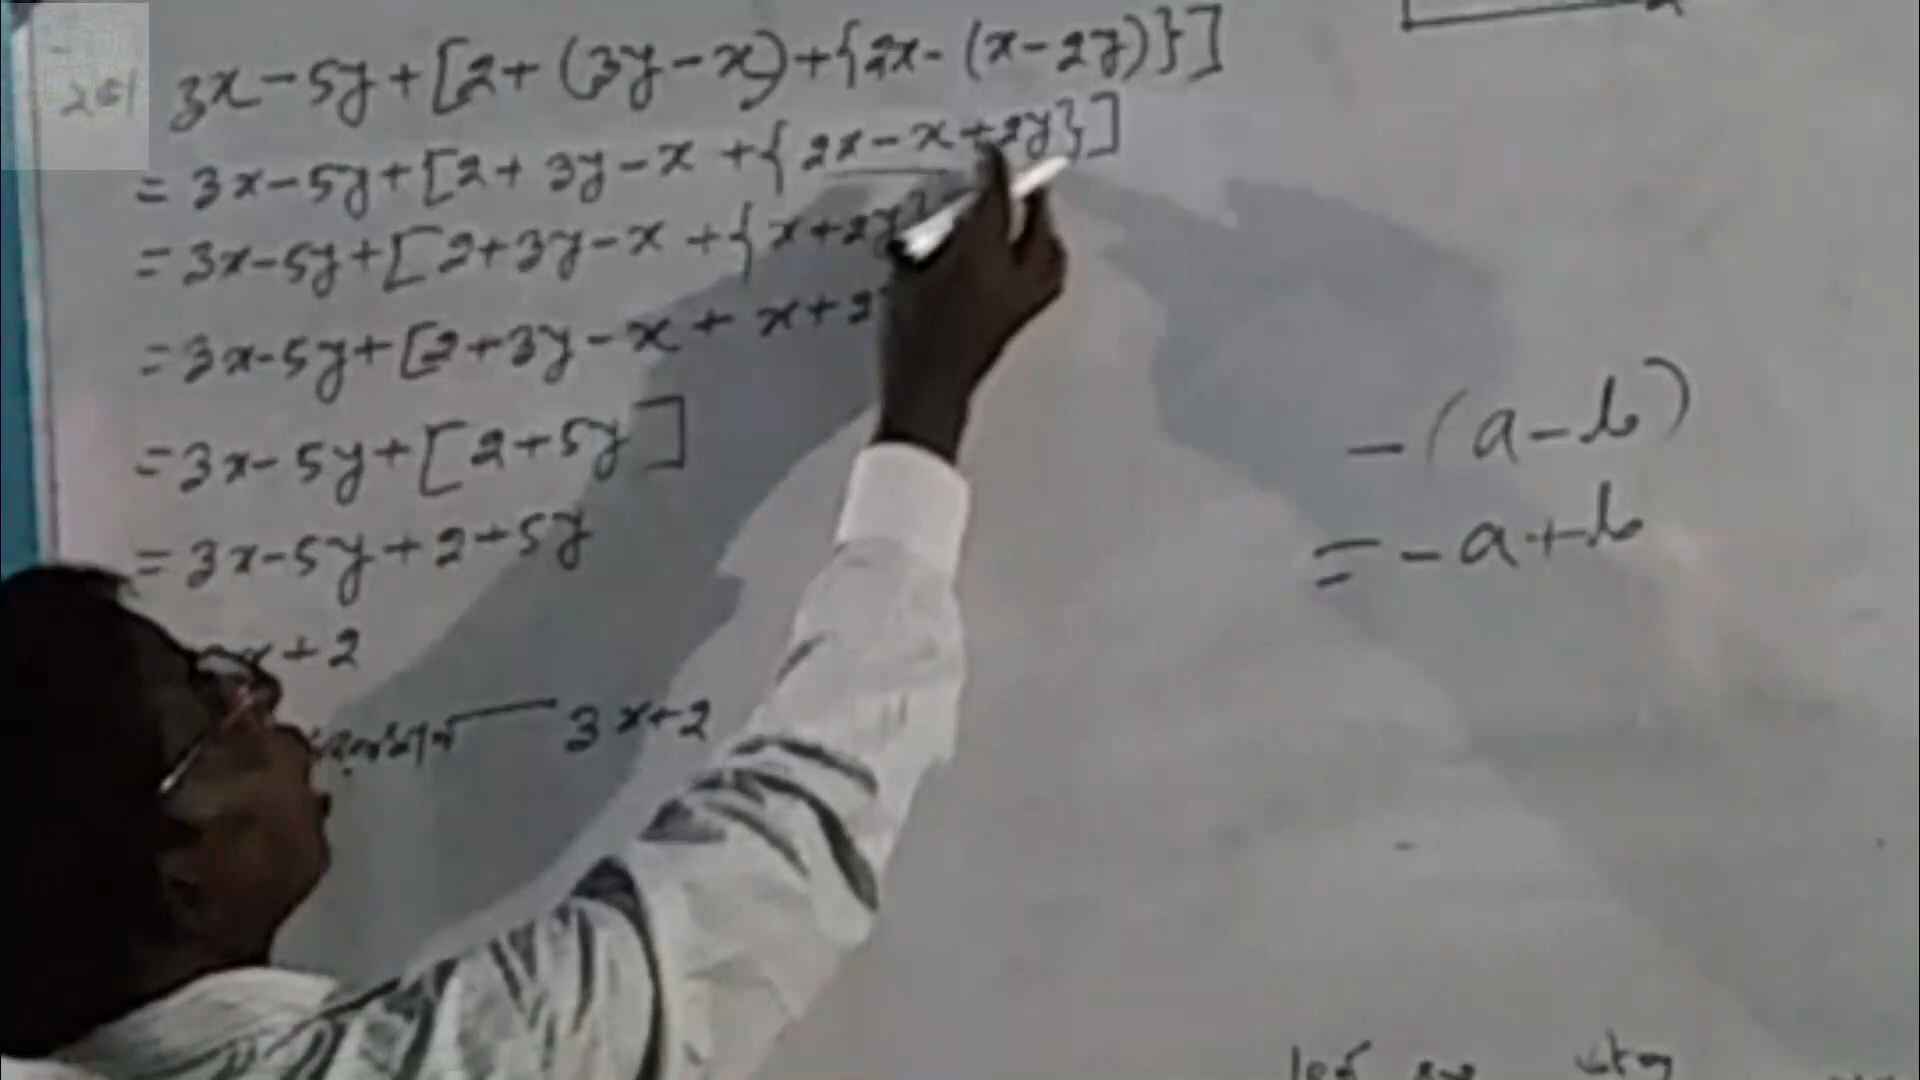 3x-5y+[2+(3y-x)+{2x-(x-2y)}]
=3x-5y+[2+3y-x+{2x-x+2y}]
=3x-5y+[2+3y-x+{x+2y}
=3x-5y+[2+3y-x+x+2
=3x-5y+[2+5y]
=3x-5y+2+5y
x+2
3x+2
-(a-b)
=-a+b